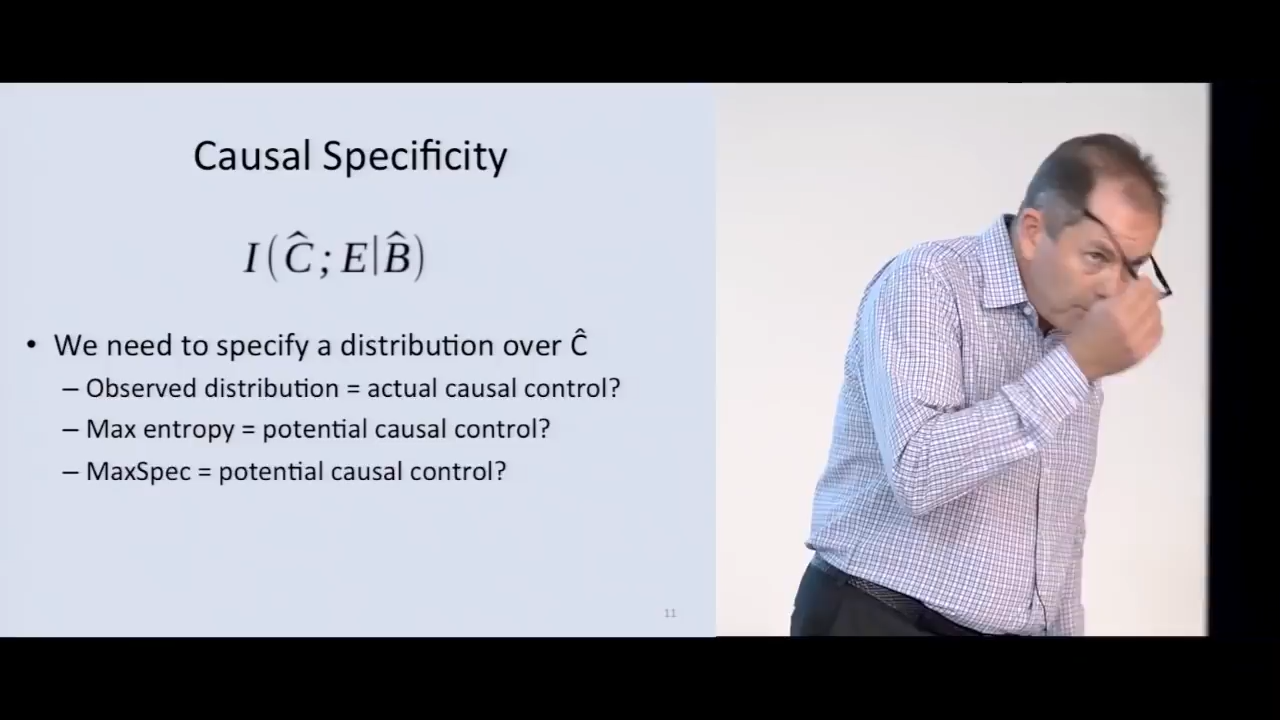 Causal Specificity
I(Ĉ;E|B̂)
• We need to specify a distribution over Ĉ
– Observed distribution = actual causal control?
– Max entropy = potential causal control?
– MaxSpec = potential causal control?
11